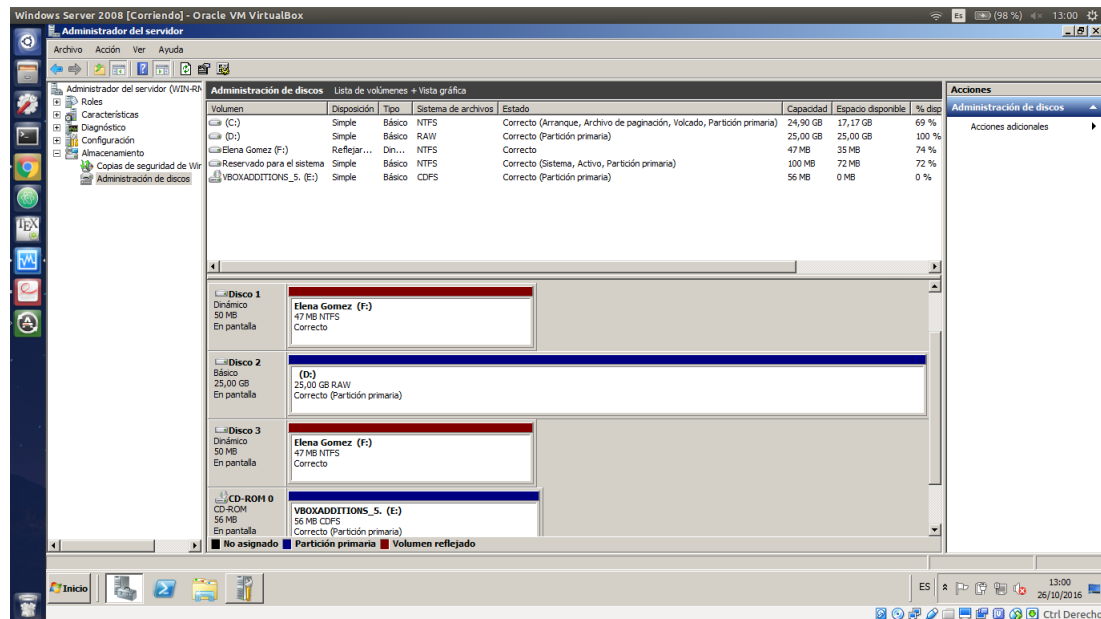 Windows Server 2008 [Corriendo] - Oracle VM VirtualBox
Es (98 %) 13:00
Administrador del servidor
Archivo Acción Ver Ayuda
Administrador del servidor (WIN-RN
Roles
Características
Diagnóstico
Configuración
Almacenamiento
Copias de seguridad de Wir
Administración de discos
Administración de discos Lista de volúmenes + Vista gráfica
Volumen Disposición Tipo Sistema de archivos Estado Capacidad Espacio disponible % disp
(C:) Simple Básico NTFS Correcto (Arranque, Archivo de paginación, Volcado, Partición primaria) 24,90 GB 17,17 GB 69 %
(D:) Simple Básico RAW Correcto (Partición primaria) 25,00 GB 25,00 GB 100 %
Elena Gomez (F:) Reflejar... Din... NTFS Correcto 47 MB 35 MB 74 %
Reservado para el sistema Simple Básico NTFS Correcto (Sistema, Activo, Partición primaria) 100 MB 72 MB 72 %
VBOXADDITIONS_5. (E:) Simple Básico CDFS Correcto (Partición primaria) 56 MB 0 MB 0 %
Disco 1
Dinámico
50 MB
En pantalla
Elena Gomez (F:)
47 MB NTFS
Correcto
Disco 2
Básico
25,00 GB
En pantalla
(D:)
25,00 GB RAW
Correcto (Partición primaria)
Disco 3
Dinámico
50 MB
En pantalla
Elena Gomez (F:)
47 MB NTFS
Correcto
CD-ROM 0
CD-ROM
56 MB
En pantalla
VBOXADDITIONS_5. (E:)
56 MB CDFS
Correcto (Partición primaria)
No asignado Partición primaria Volumen reflejado
Acciones
Administración de discos
Acciones adicionales
TEX
Inicio
ES
13:00
26/10/2016
Ctrl Derecho